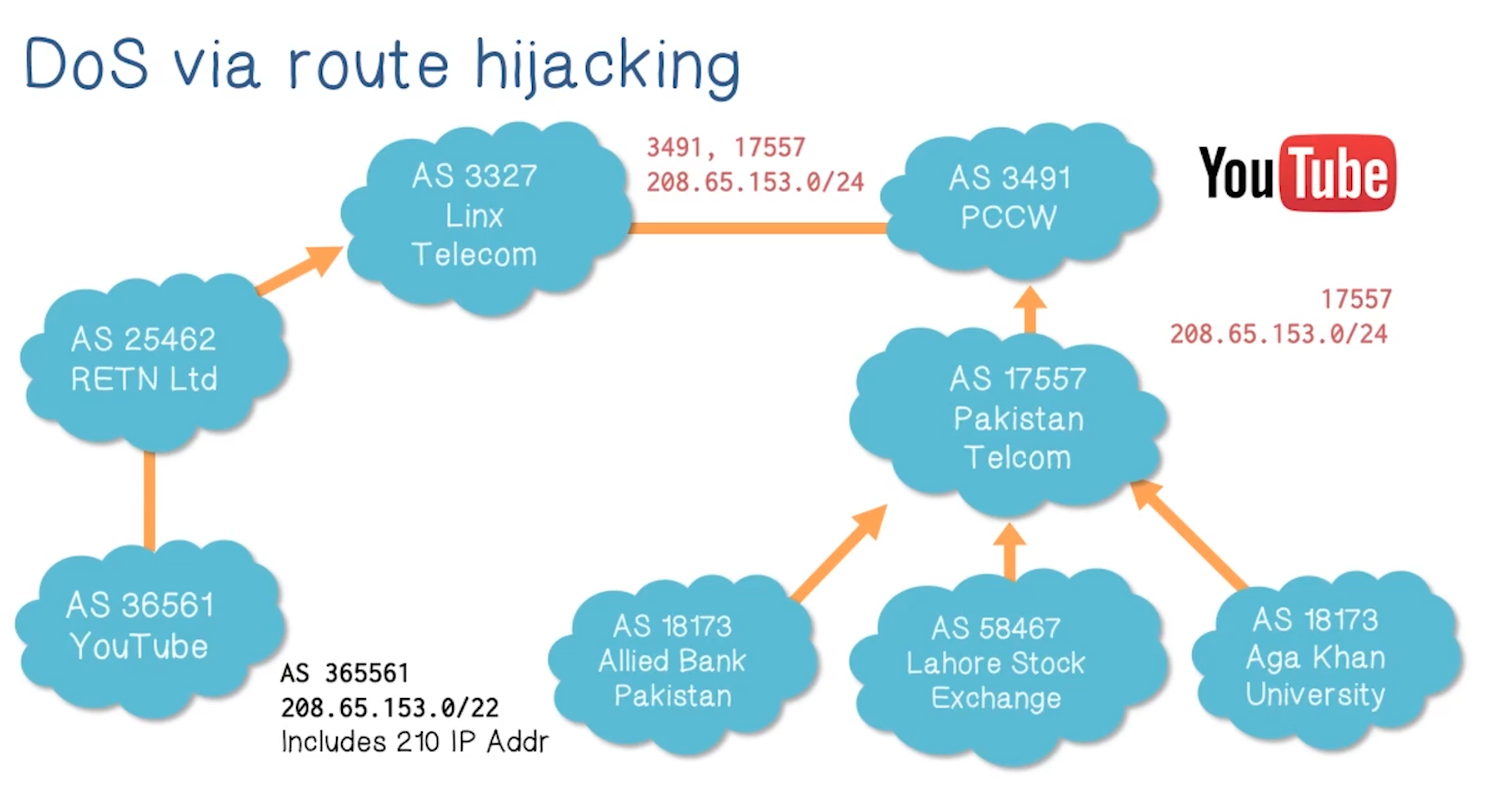 DoS via route hijacking
AS 3327
Linx
Telecom
3491, 17557
208.65.153.0/24
AS 3491
PCCW
YouTube
AS 25462
RETN Ltd
17557
208.65.153.0/24
AS 17557
Pakistan
Telcom
AS 36561
YouTube
AS 365561
208.65.153.0/22
Includes 210 IP Addr
AS 18173
Allied Bank
Pakistan
AS 58467
Lahore Stock
Exchange
AS 18173
Aga Khan
University